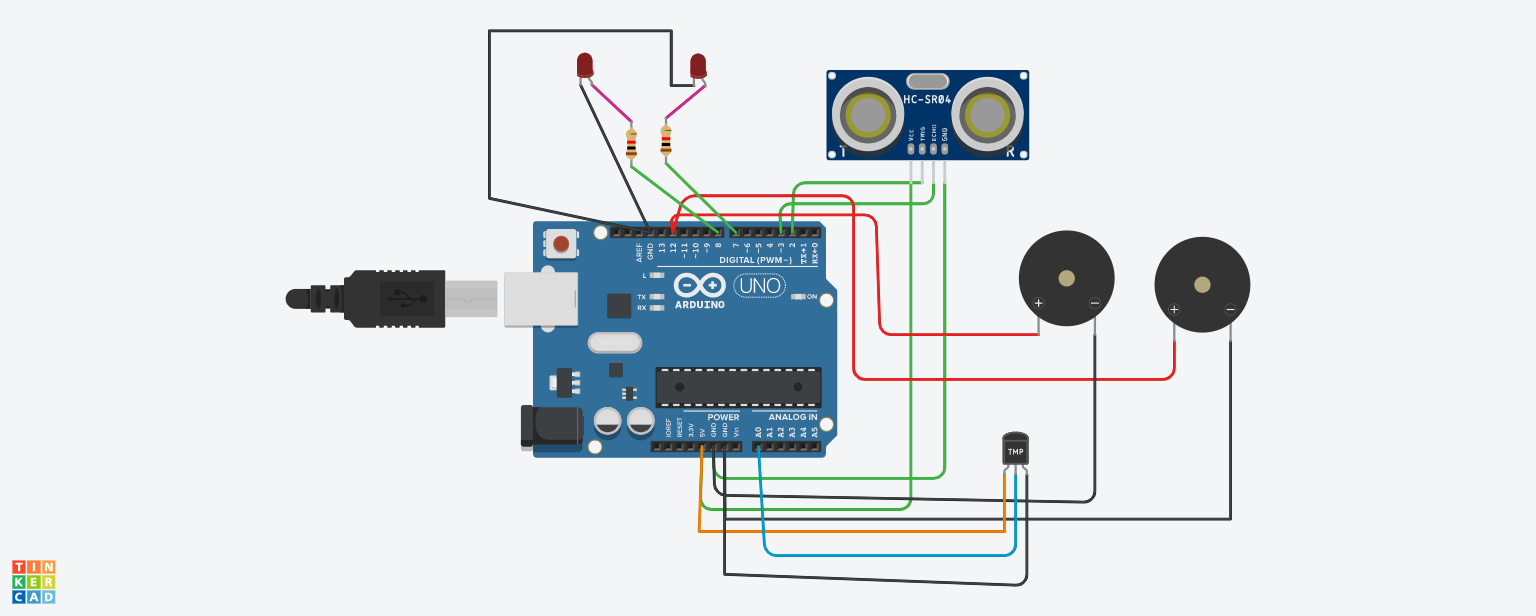 HC-SR04
VCC
TRIG
ECHO
GND
T
R
AREF
GND
13
12
~11
~10
~9
8
7
~6
~5
4
~3
2
TX→1
RX←0
DIGITAL (PWM~)
L
TX
RX
ARDUINO
UNO
ON
+
−
+
−
POWER
ANALOG IN
IOREF
RESET
3.3V
5V
GND
GND
Vin
A0
A1
A2
A3
A4
A5
TMP
TIN
KER
CAD